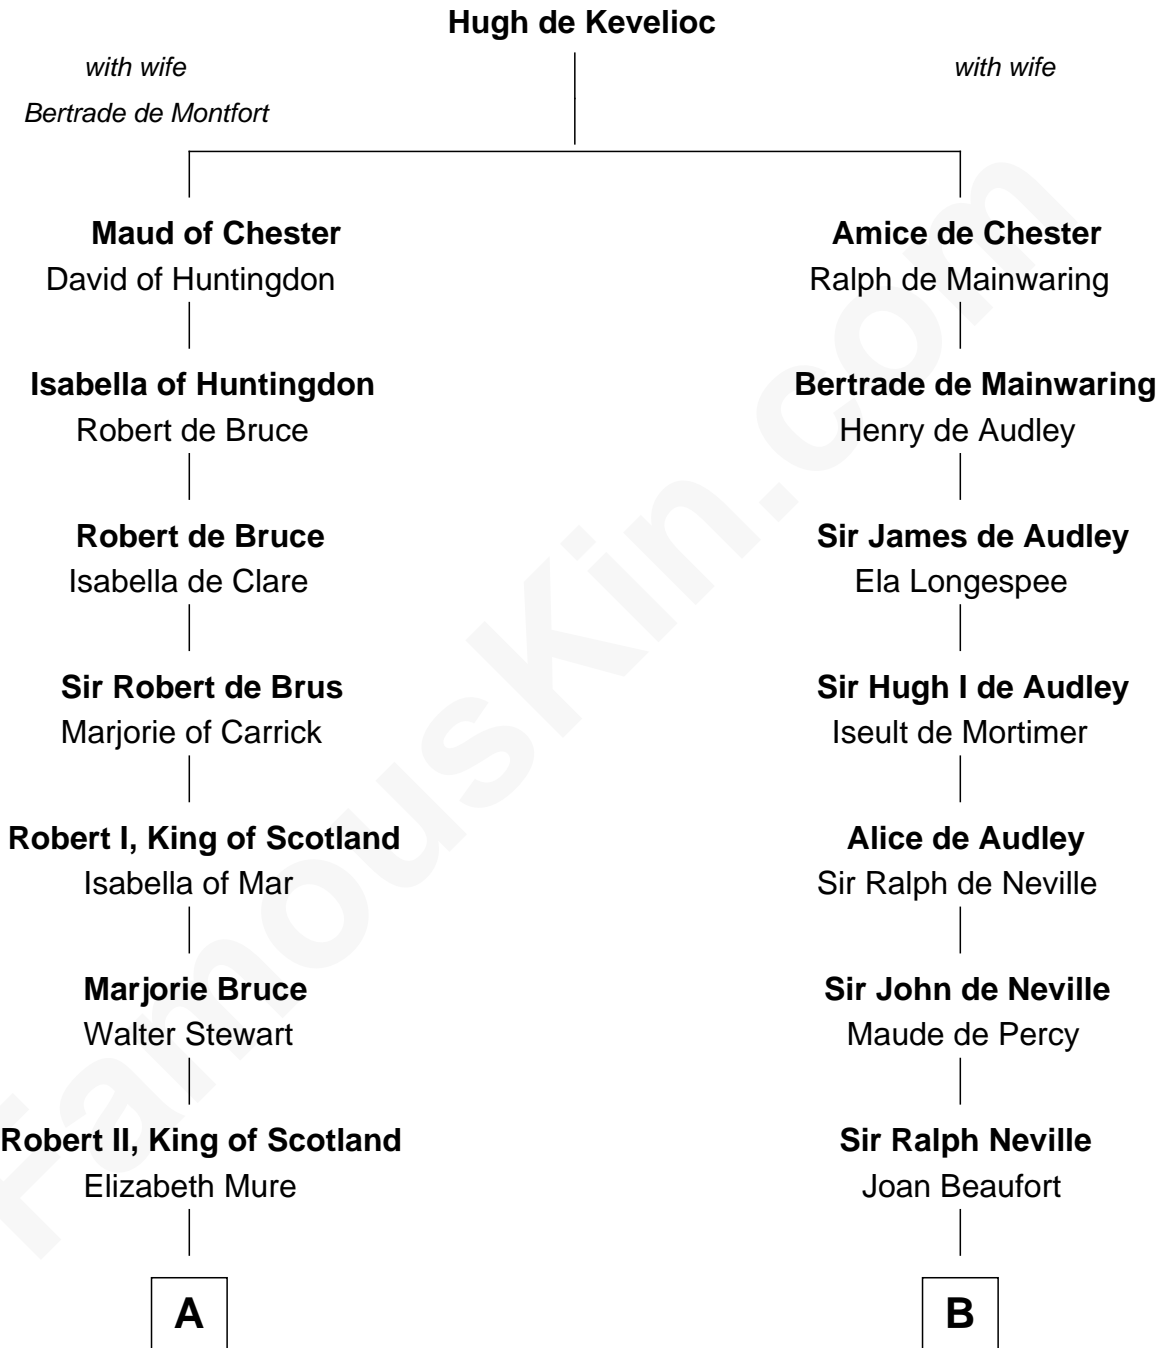 Hugh de Kevelioc
with wife
Bertrade de Montfort
with wife
Maud of Chester
David of Huntingdon
Amice de Chester
Ralph de Mainwaring
Isabella of Huntingdon
Robert de Bruce
Bertrade de Mainwaring
Henry de Audley
Robert de Bruce
Isabella de Clare
Sir James de Audley
Ela Longespee
Sir Robert de Brus
Marjorie of Carrick
Sir Hugh I de Audley
Iseult de Mortimer
Robert I, King of Scotland
Isabella of Mar
Alice de Audley
Sir Ralph de Neville
Marjorie Bruce
Walter Stewart
Sir John de Neville
Maude de Percy
Robert II, King of Scotland
Elizabeth Mure
Sir Ralph Neville
Joan Beaufort
A
B
FamousKin.com